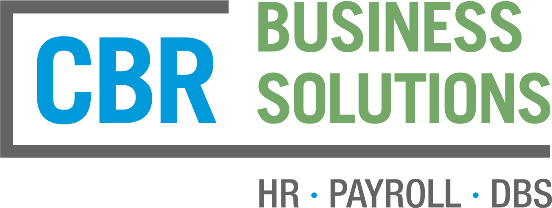 CBR
BUSINESS
SOLUTIONS
HR · PAYROLL · DBS